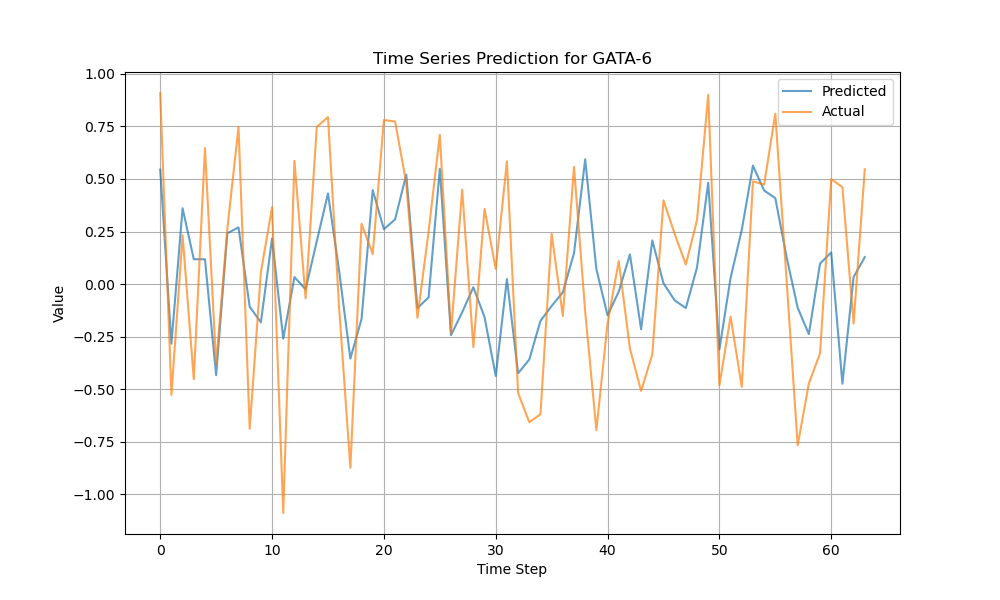 Time Series Prediction for GATA-6
Predicted
Actual
1.00
0.75
0.50
0.25
0.00
−0.25
−0.50
−0.75
−1.00
Value
0 10 20 30 40 50 60
Time Step